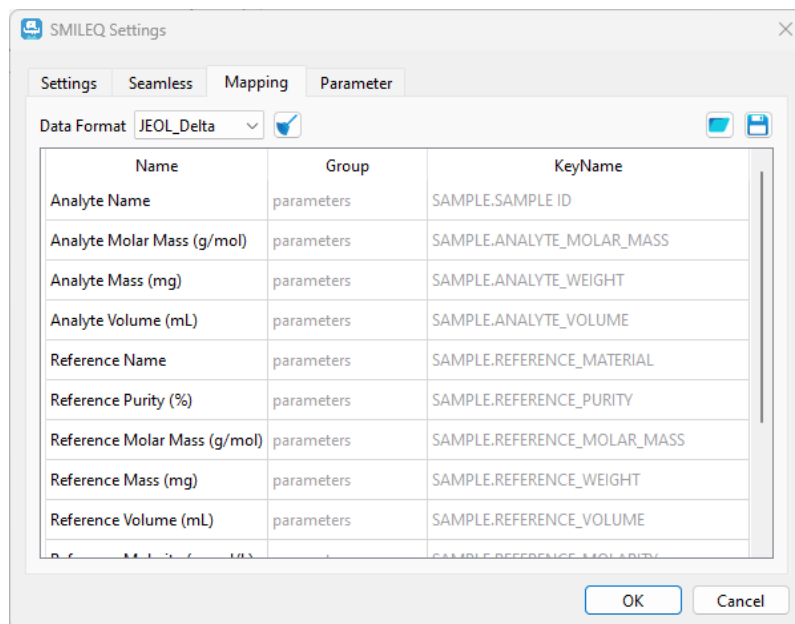 SMILEQ Settings
Settings Seamless Mapping Parameter
Data Format JEOL_Delta
Name Group KeyName
Analyte Name parameters SAMPLE.SAMPLE ID
Analyte Molar Mass (g/mol) parameters SAMPLE.ANALYTE_MOLAR_MASS
Analyte Mass (mg) parameters SAMPLE.ANALYTE_WEIGHT
Analyte Volume (mL) parameters SAMPLE.ANALYTE_VOLUME
Reference Name parameters SAMPLE.REFERENCE_MATERIAL
Reference Purity (%) parameters SAMPLE.REFERENCE_PURITY
Reference Molar Mass (g/mol) parameters SAMPLE.REFERENCE_MOLAR_MASS
Reference Mass (mg) parameters SAMPLE.REFERENCE_WEIGHT
Reference Volume (mL) parameters SAMPLE.REFERENCE_VOLUME
SAMPLE.REFERENCE_MOLARITY
OK Cancel